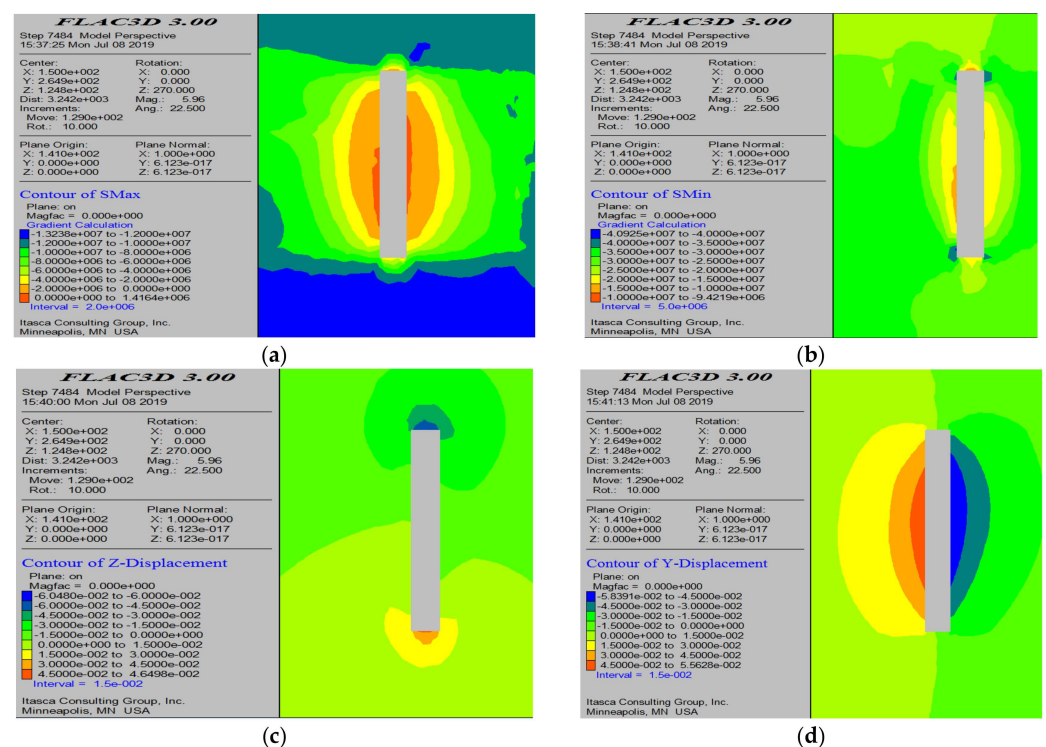 FLAC3D 3.00
Step 7484 Model Perspective
15:37:25 Mon Jul 08 2019
Center: Rotation:
X: 1.500e+002 X: 0.000
Y: 2.649e+002 Y: 0.000
Z: 1.248e+002 Z: 270.000
Dist: 3.242e+003 Mag.: 5.96
Increments: Ang.: 22.500
Move: 1.290e+002
Rot.: 10.000
Plane Origin: Plane Normal:
X: 1.410e+002 X: 1.000e+000
Y: 0.000e+000 Y: 6.123e-017
Z: 0.000e+000 Z: 6.123e-017
Contour of SMax
Plane: on
Magfac = 0.000e+000
Gradient Calculation
-1.3238e+007 to -1.2000e+007
-1.2000e+007 to -1.0000e+007
-1.0000e+007 to -8.0000e+006
-8.0000e+006 to -6.0000e+006
-6.0000e+006 to -4.0000e+006
-4.0000e+006 to -2.0000e+006
-2.0000e+006 to 0.0000e+000
0.0000e+000 to 1.4164e+006
Interval = 2.0e+006
Itasca Consulting Group, Inc.
Minneapolis, MN USA
(a)
FLAC3D 3.00
Step 7484 Model Perspective
15:38:41 Mon Jul 08 2019
Center: Rotation:
X: 1.500e+002 X: 0.000
Y: 2.649e+002 Y: 0.000
Z: 1.248e+002 Z: 270.000
Dist: 3.242e+003 Mag.: 5.96
Increments: Ang.: 22.500
Move: 1.290e+002
Rot.: 10.000
Plane Origin: Plane Normal:
X: 1.410e+002 X: 1.000e+000
Y: 0.000e+000 Y: 6.123e-017
Z: 0.000e+000 Z: 6.123e-017
Contour of SMin
Plane: on
Magfac = 0.000e+000
Gradient Calculation
-4.0925e+007 to -4.0000e+007
-4.0000e+007 to -3.5000e+007
-3.5000e+007 to -3.0000e+007
-3.0000e+007 to -2.5000e+007
-2.5000e+007 to -2.0000e+007
-2.0000e+007 to -1.5000e+007
-1.5000e+007 to -1.0000e+007
-1.0000e+007 to -9.4219e+006
Interval = 5.0e+006
Itasca Consulting Group, Inc.
Minneapolis, MN USA
(b)
FLAC3D 3.00
Step 7484 Model Perspective
15:40:00 Mon Jul 08 2019
Center: Rotation:
X: 1.500e+002 X: 0.000
Y: 2.649e+002 Y: 0.000
Z: 1.248e+002 Z: 270.000
Dist: 3.242e+003 Mag.: 5.96
Increments: Ang.: 22.500
Move: 1.290e+002
Rot.: 10.000
Plane Origin: Plane Normal:
X: 1.410e+002 X: 1.000e+000
Y: 0.000e+000 Y: 6.123e-017
Z: 0.000e+000 Z: 6.123e-017
Contour of Z-Displacement
Plane: on
Magfac = 0.000e+000
-6.0480e-002 to -6.0000e-002
-6.0000e-002 to -4.5000e-002
-4.5000e-002 to -3.0000e-002
-3.0000e-002 to -1.5000e-002
-1.5000e-002 to 0.0000e+000
0.0000e+000 to 1.5000e-002
1.5000e-002 to 3.0000e-002
3.0000e-002 to 4.5000e-002
4.5000e-002 to 4.6498e-002
Interval = 1.5e-002
Itasca Consulting Group, Inc.
Minneapolis, MN USA
(c)
FLAC3D 3.00
Step 7484 Model Perspective
15:41:13 Mon Jul 08 2019
Center: Rotation:
X: 1.500e+002 X: 0.000
Y: 2.649e+002 Y: 0.000
Z: 1.248e+002 Z: 270.000
Dist: 3.242e+003 Mag.: 5.96
Increments: Ang.: 22.500
Move: 1.290e+002
Rot.: 10.000
Plane Origin: Plane Normal:
X: 1.410e+002 X: 1.000e+000
Y: 0.000e+000 Y: 6.123e-017
Z: 0.000e+000 Z: 6.123e-017
Contour of Y-Displacement
Plane: on
Magfac = 0.000e+000
-5.8391e-002 to -4.5000e-002
-4.5000e-002 to -3.0000e-002
-3.0000e-002 to -1.5000e-002
-1.5000e-002 to 0.0000e+000
0.0000e+000 to 1.5000e-002
1.5000e-002 to 3.0000e-002
3.0000e-002 to 4.5000e-002
4.5000e-002 to 5.5628e-002
Interval = 1.5e-002
Itasca Consulting Group, Inc.
Minneapolis, MN USA
(d)